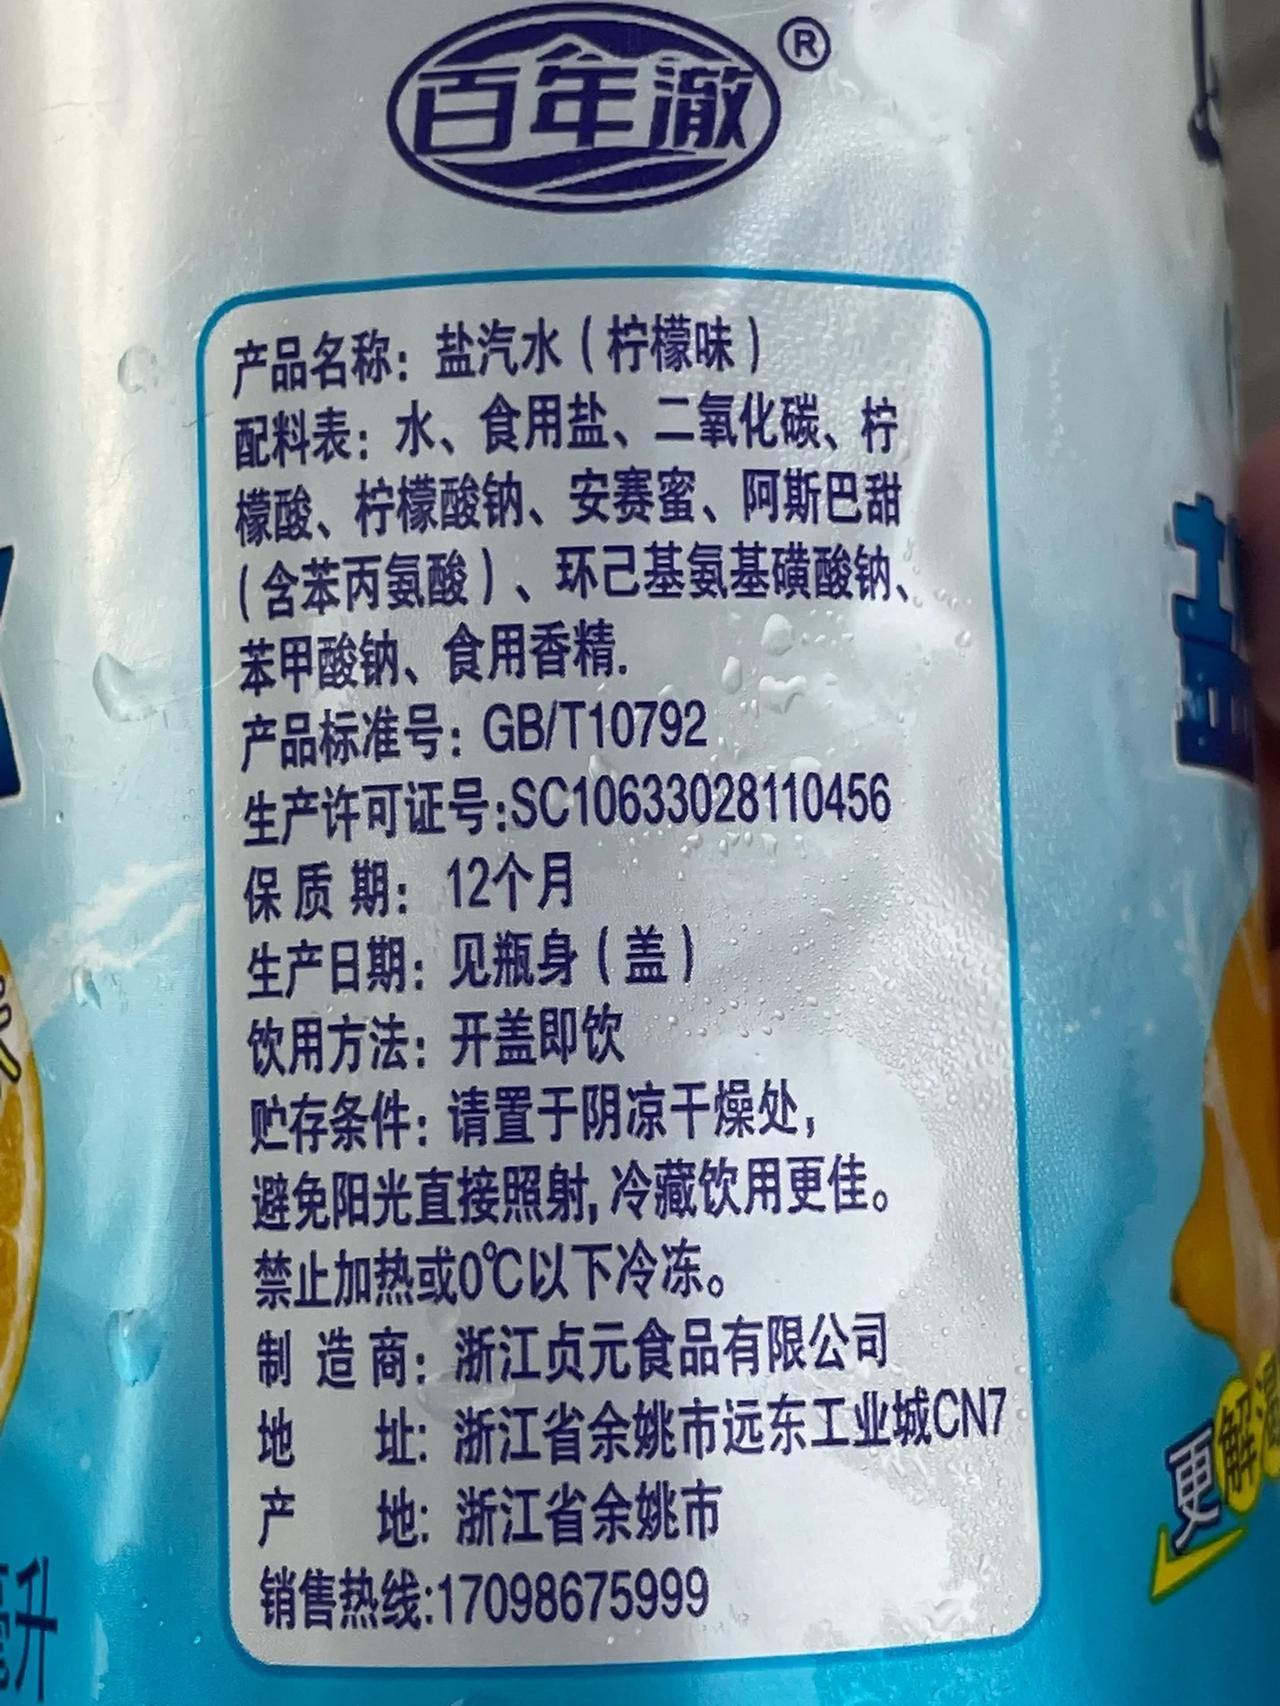 百年澈®
产品名称：盐汽水（柠檬味）
配料表：水、食用盐、二氧化碳、柠
檬酸、柠檬酸钠、安赛蜜、阿斯巴甜
(含苯丙氨酸)、环己基氨基磺酸钠、
苯甲酸钠、食用香精.
产品标准号：GB/T10792
生产许可证号:SC10633028110456
保质期：12个月
生产日期：见瓶身（盖）
饮用方法：开盖即饮
贮存条件：请置于阴凉干燥处，
避免阳光直接照射,冷藏饮用更佳。
禁止加热或0℃以下冷冻。
制造商：浙江贞元食品有限公司
地址：浙江省余姚市远东工业城CN7
产地：浙江省余姚市
销售热线:17098675999
盐
更解渴
毫升